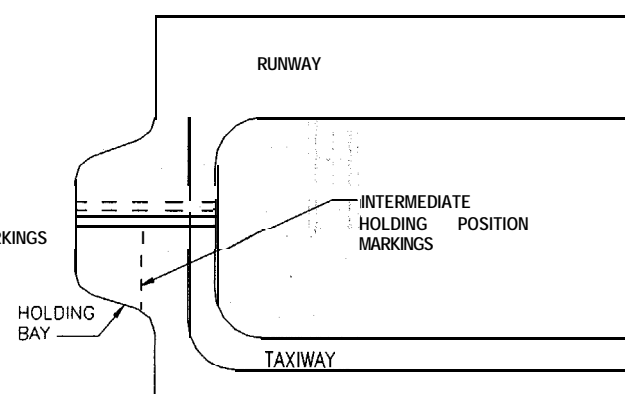 RUNWAY
INTERMEDIATE
HOLDING POSITION
MARKINGS
RKINGS
HOLDING
BAY
TAXIWAY